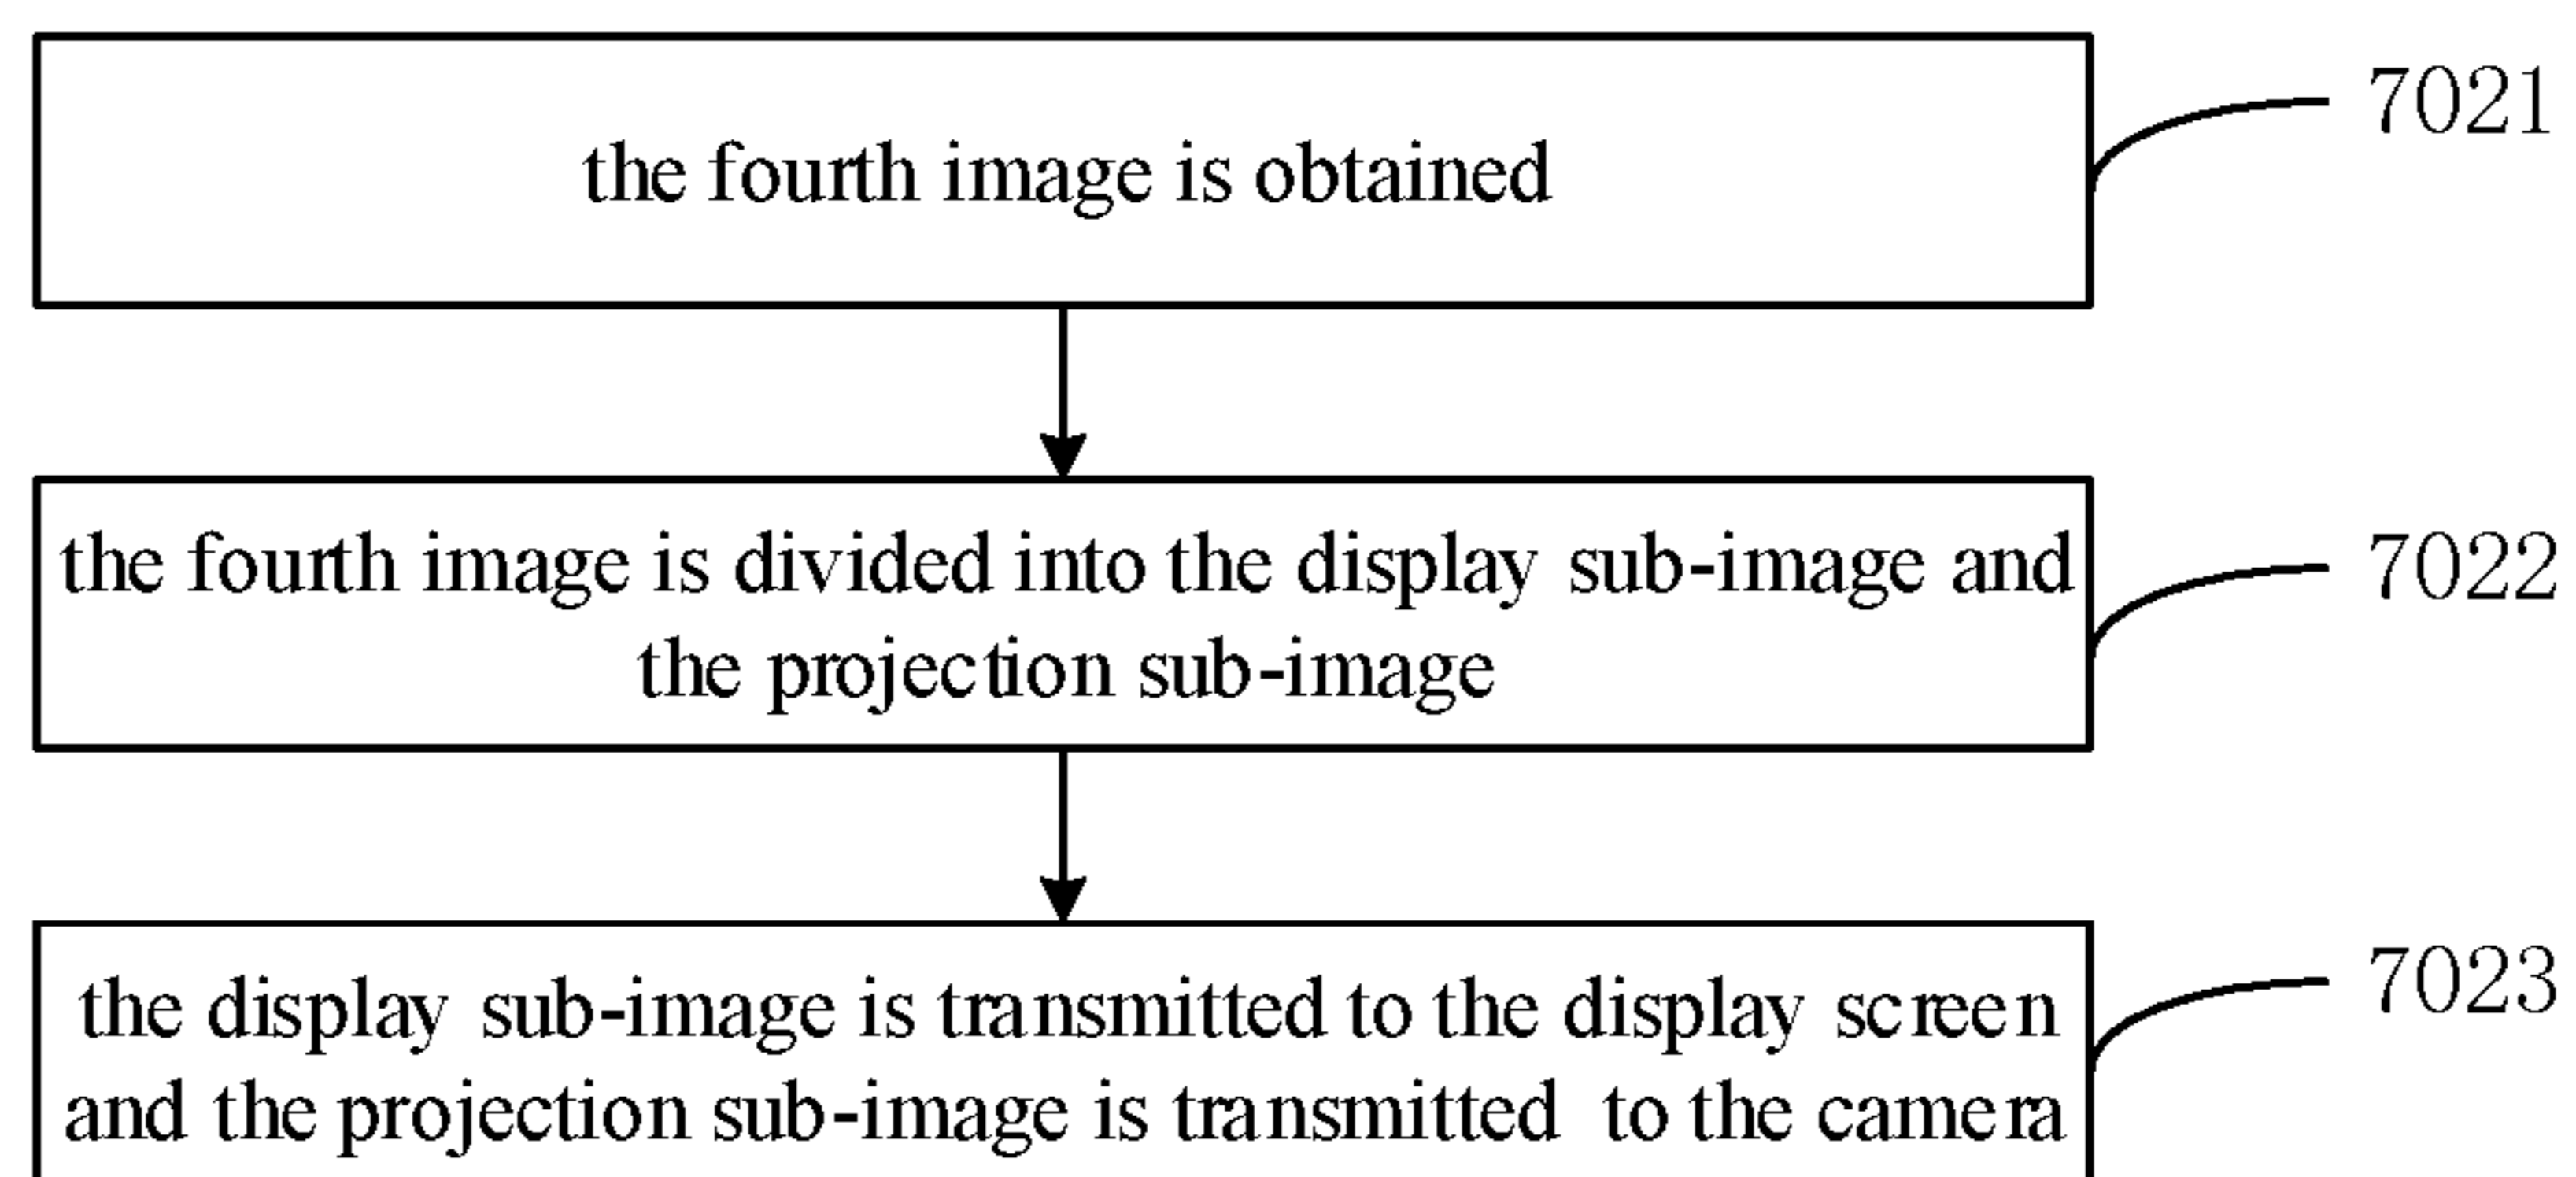 the fourth image is obtained
7021
the fourth image is divided into the display sub-image and
the projection sub-image
7022
the display sub-image is transmitted to the display screen
and the projection sub-image is transmitted to the camera
7023